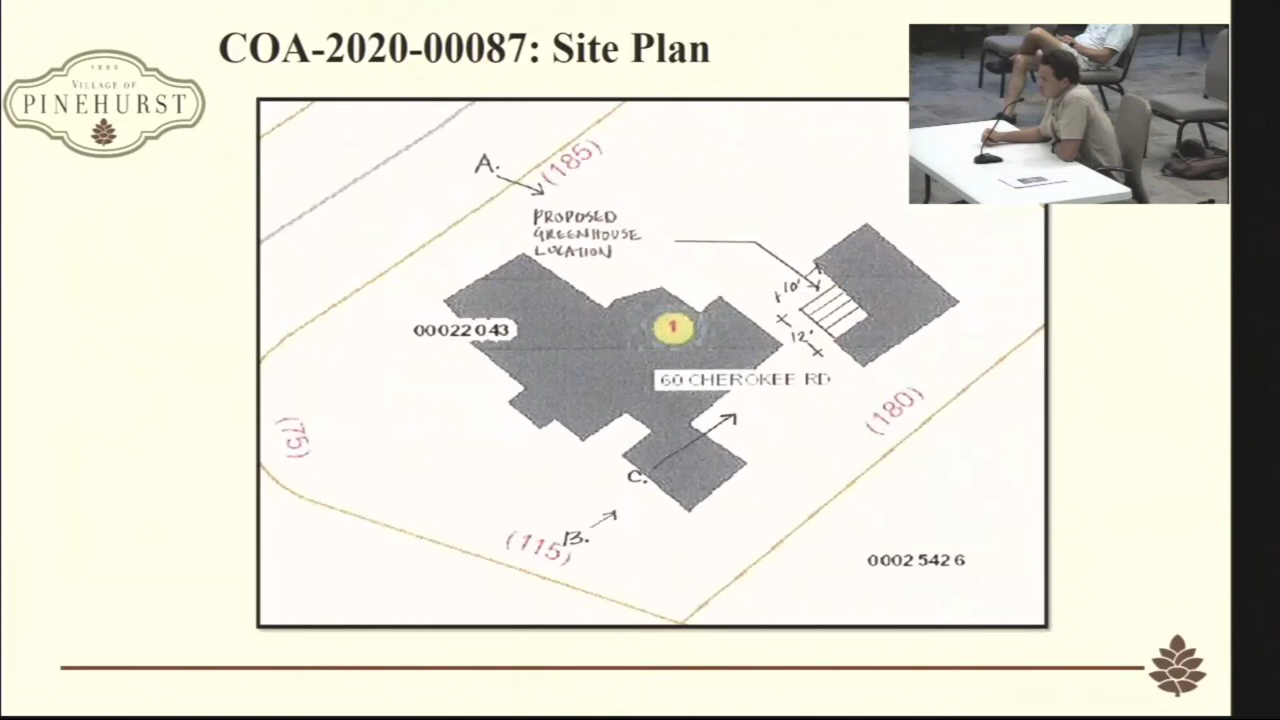 COA-2020-00087: Site Plan
1895
VILLAGE OF
PINEHURST
A.
(185)
PROPOSED
GREENHOUSE
LOCATION
10'
00022043
1
12'
60 CHEROKEE RD
(180)
(75)
C.
B.
(115)
00025426